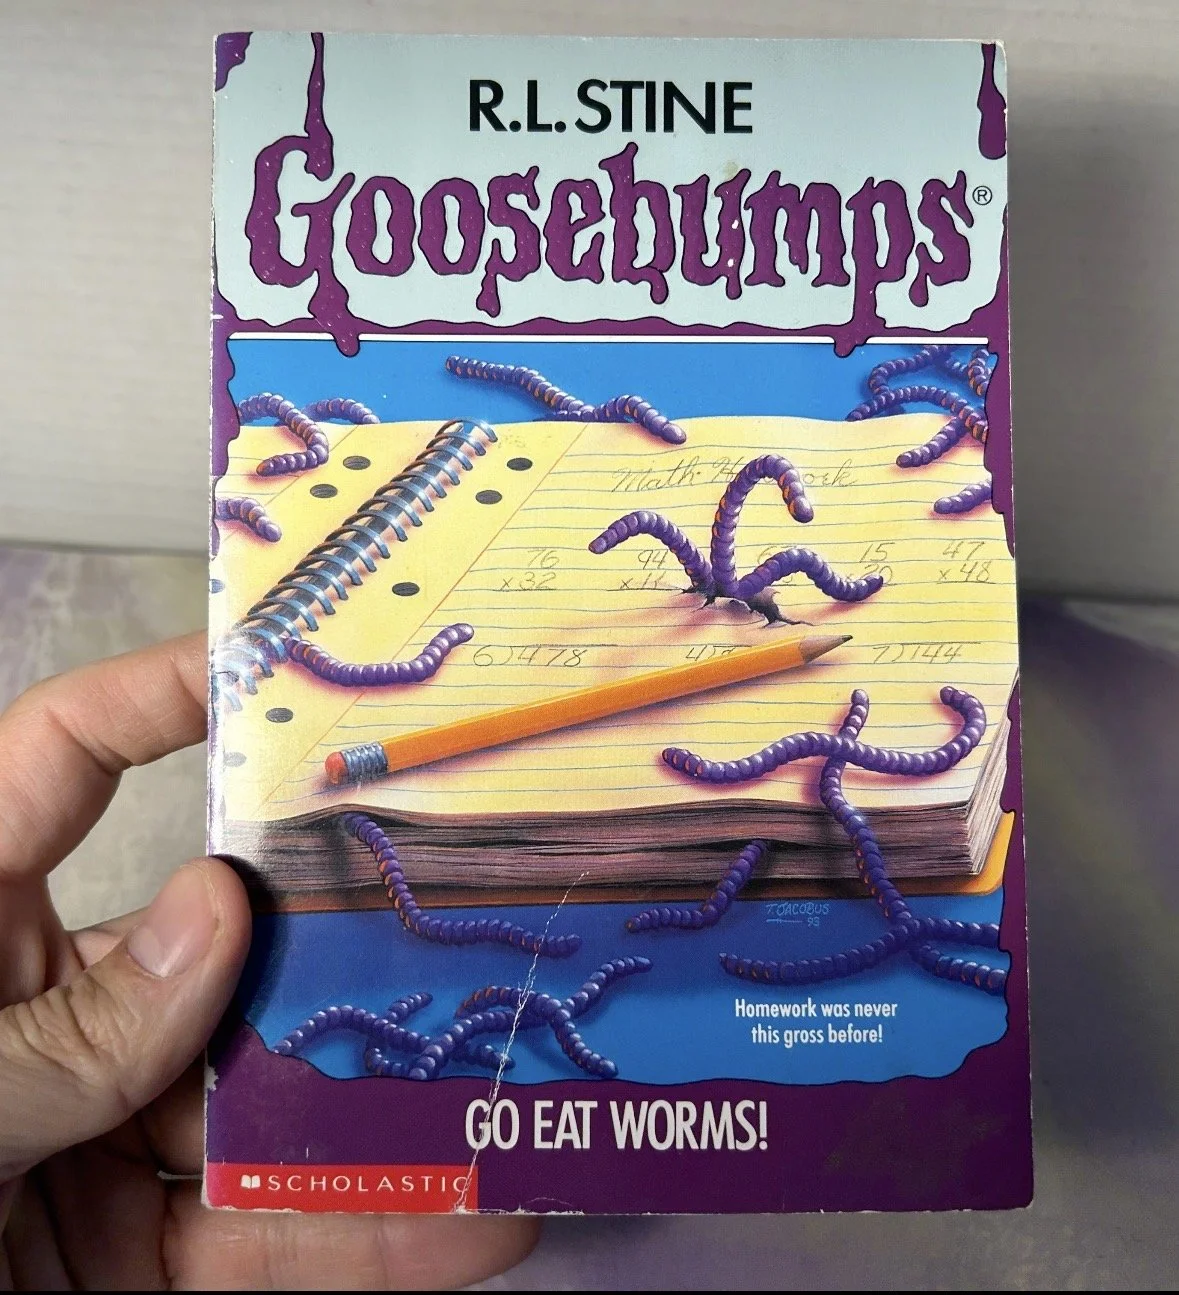 R.L. STINE
Goosebumps®
Math
76 94 15 47
x32 x11 x48
6)478 7)144
T. JACOBUS
93
Homework was never
this gross before!
GO EAT WORMS!
SCHOLASTIC